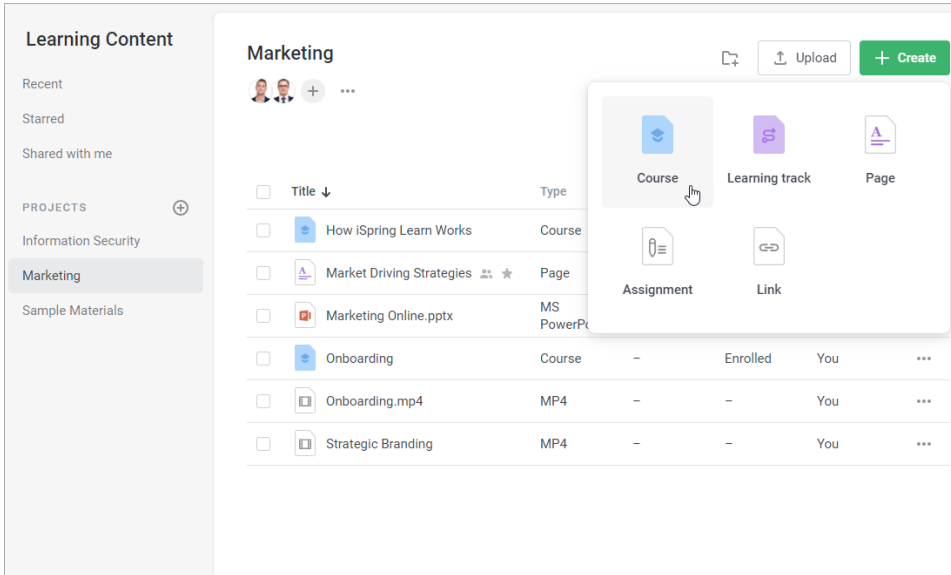 Learning Content
Recent
Starred
Shared with me
PROJECTS
Information Security
Marketing
Sample Materials
Marketing
Upload
Create
Course
Learning track
Page
Assignment
Link
Title
Type
How iSpring Learn Works
Course
Market Driving Strategies
Page
Marketing Online.pptx
MS
Onboarding
Course
–
Enrolled
You
Onboarding.mp4
MP4
–
–
You
Strategic Branding
MP4
–
–
You